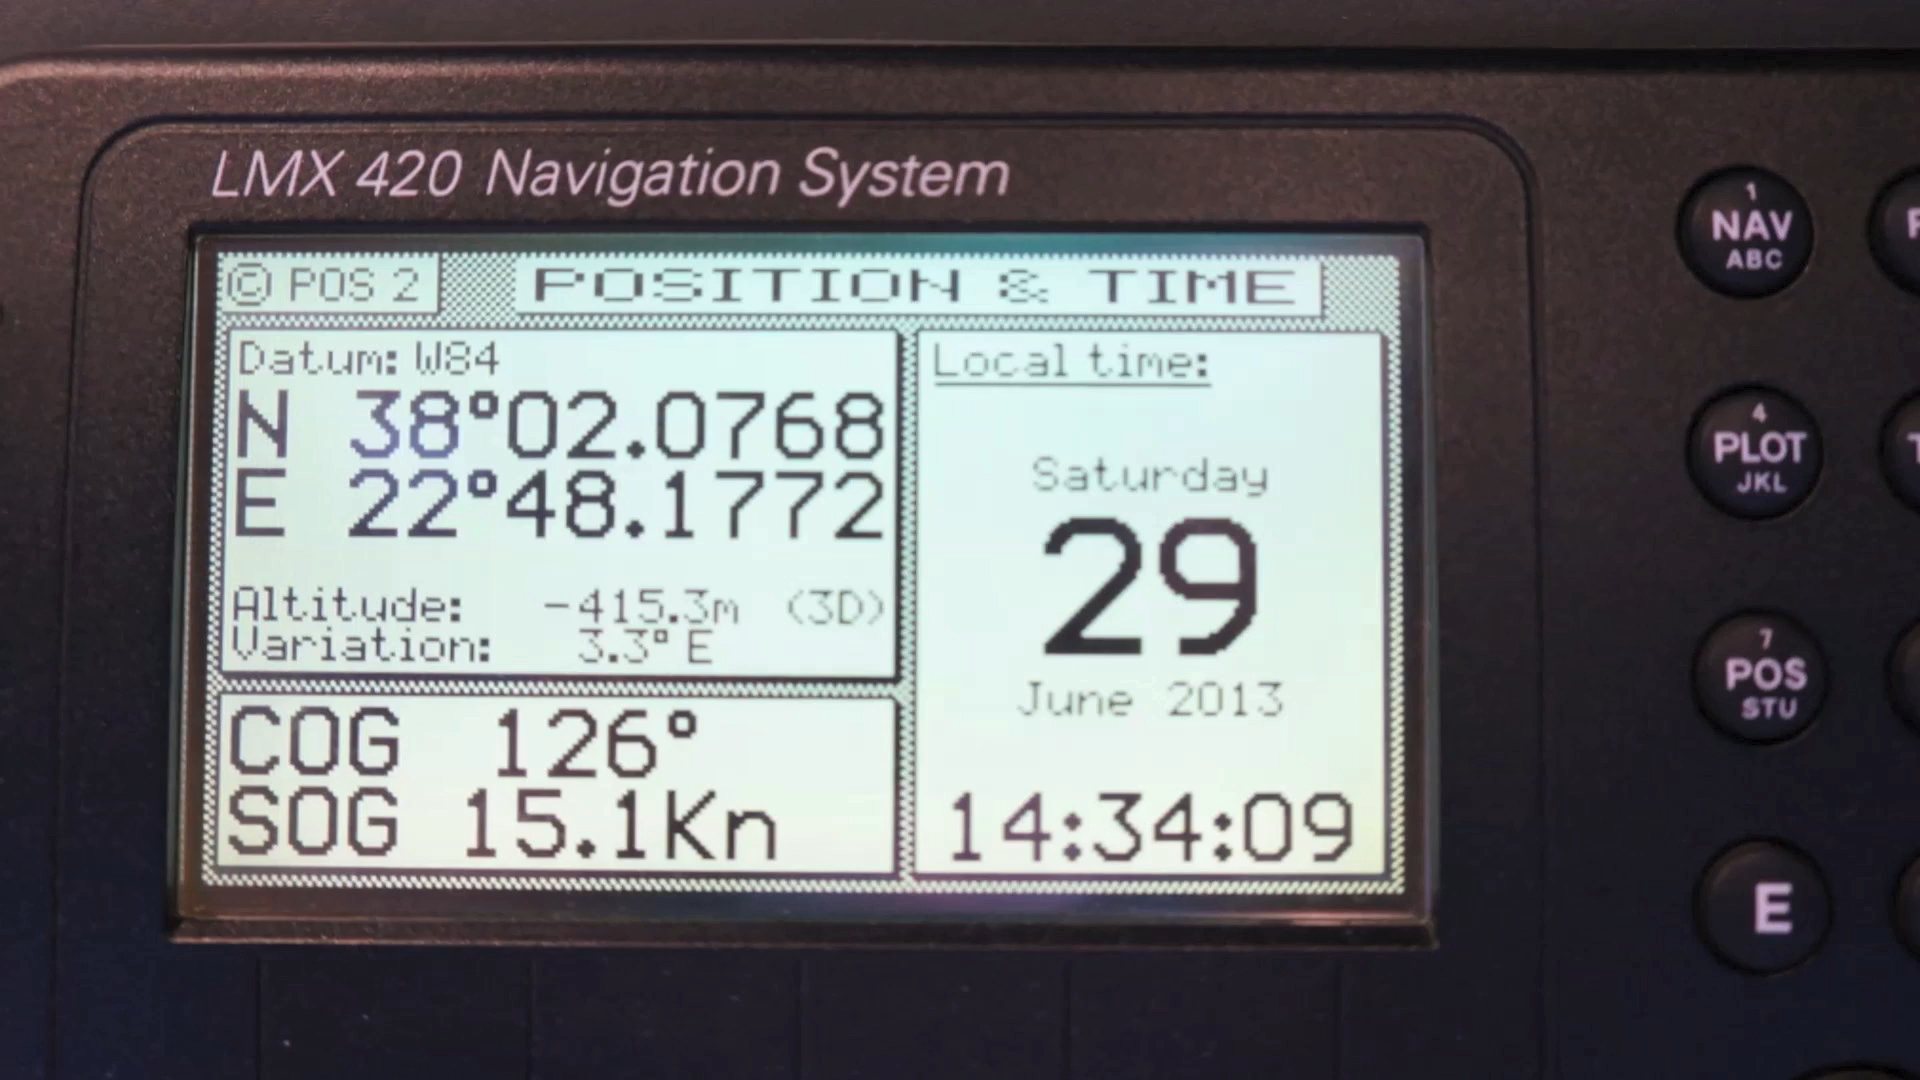 LMX 420 Navigation System
© POS 2 POSITION & TIME
Datum: W84
N 38°02.0768
E 22°48.1772
Altitude: -415.3m (3D)
Variation: 3.3° E
COG 126°
SOG 15.1Kn
Local time:
Saturday
29
June 2013
14:34:09
1
NAV
ABC
4
PLOT
JKL
7
POS
STU
E